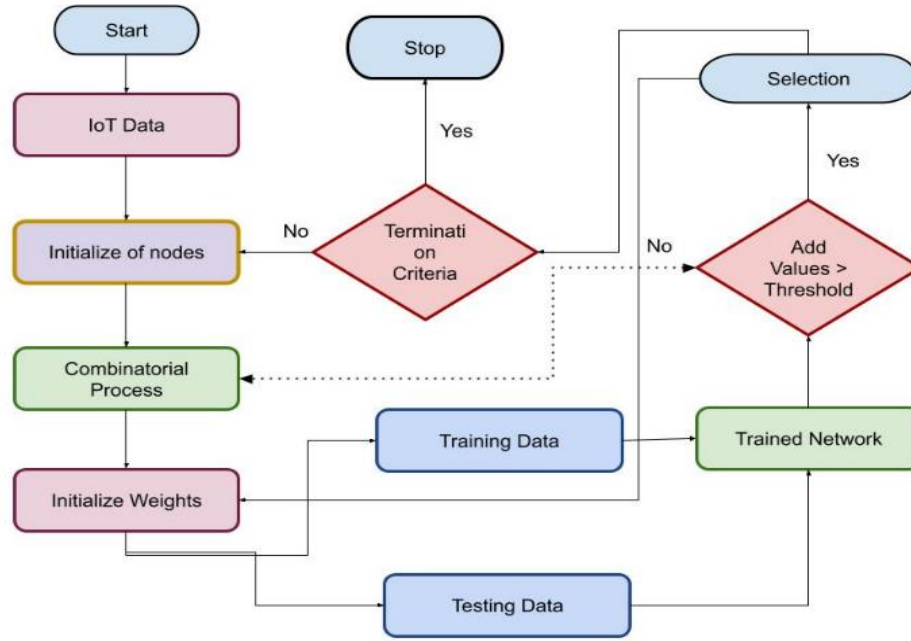 Start
Stop
Selection
IoT Data
Yes
Yes
No
Terminati
on
Criteria
No
Add
Values >
Threshold
Initialize of nodes
Combinatorial
Process
Training Data
Trained Network
Initialize Weights
Testing Data